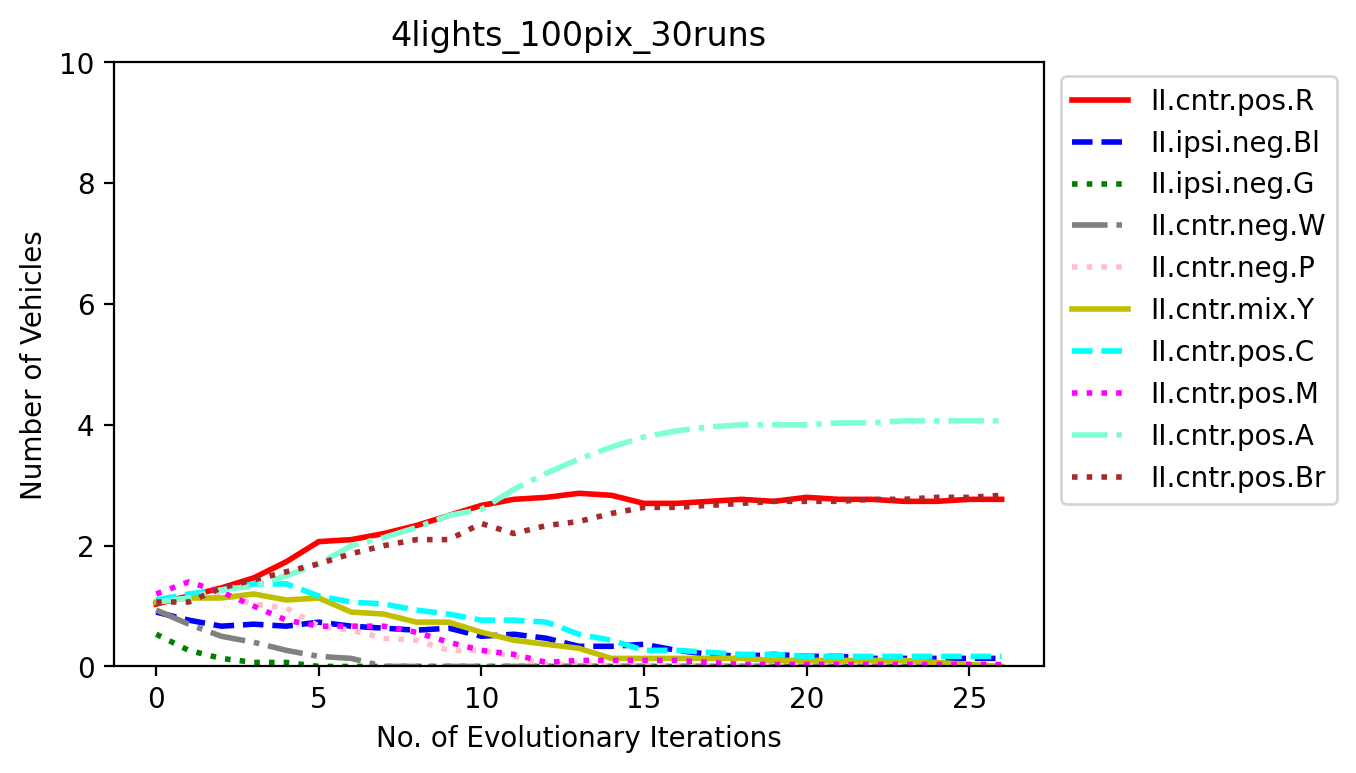 4lights_100pix_30runs
10
8
6
4
2
0
Number of Vehicles
0 5 10 15 20 25
No. of Evolutionary Iterations
II.cntr.pos.R
II.ipsi.neg.Bl
II.ipsi.neg.G
II.cntr.neg.W
II.cntr.neg.P
II.cntr.mix.Y
II.cntr.pos.C
II.cntr.pos.M
II.cntr.pos.A
II.cntr.pos.Br